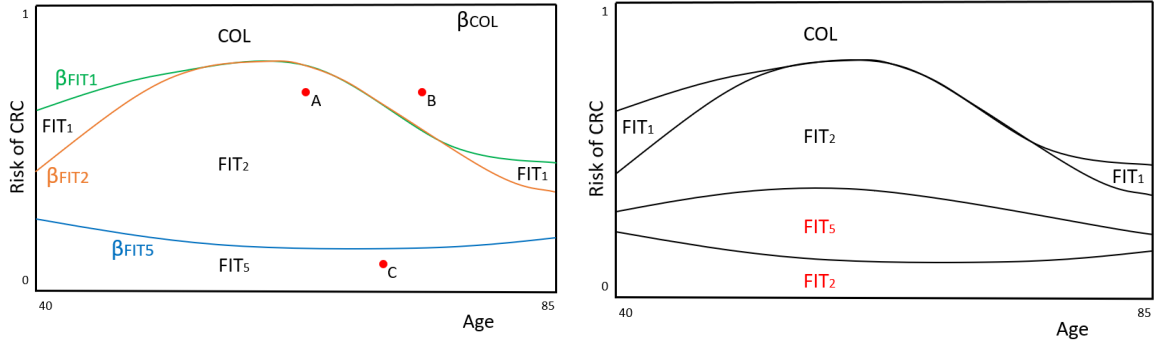 1
COL
βCOL
βFIT1
FIT1
βFIT2
FIT2
FIT1
βFIT5
FIT5
A
B
C
Risk of CRC
0
40
85
Age
1
COL
FIT1
FIT2
FIT1
FIT5
FIT2
Risk of CRC
0
40
85
Age